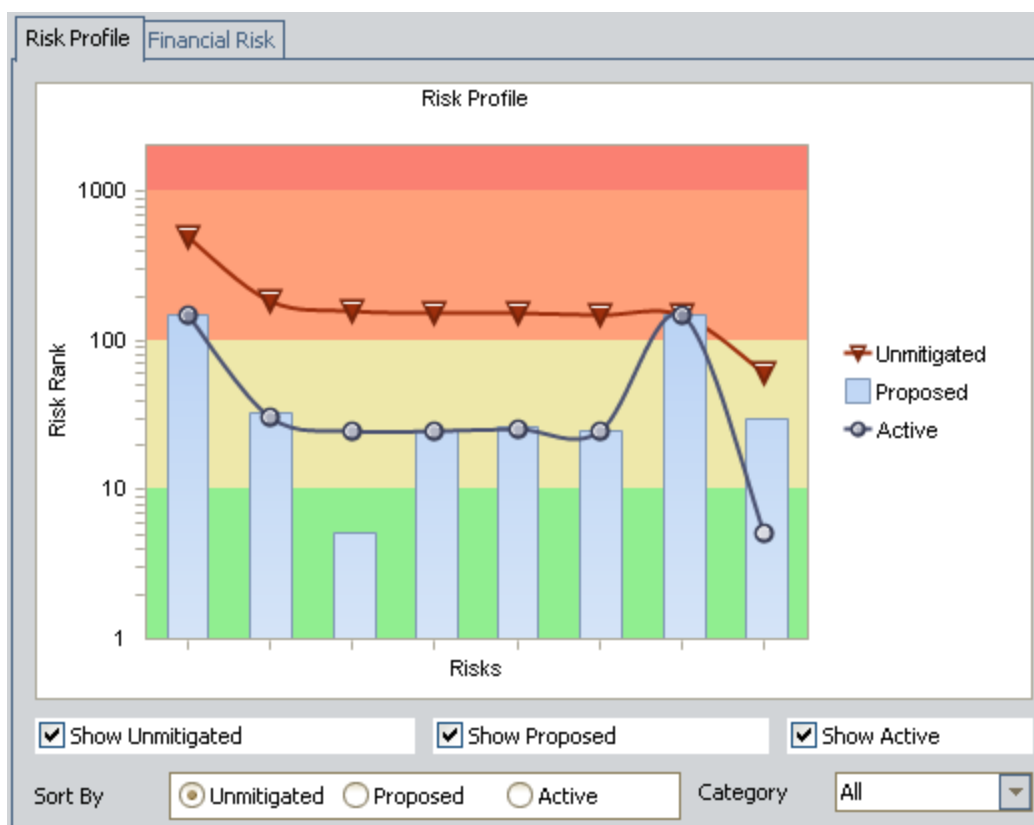 Risk Profile Financial Risk
Risk Profile
1000
100
10
1
Risk Rank
Risks
Unmitigated
Proposed
Active
Show Unmitigated Show Proposed Show Active
Sort By Unmitigated Proposed Active Category All